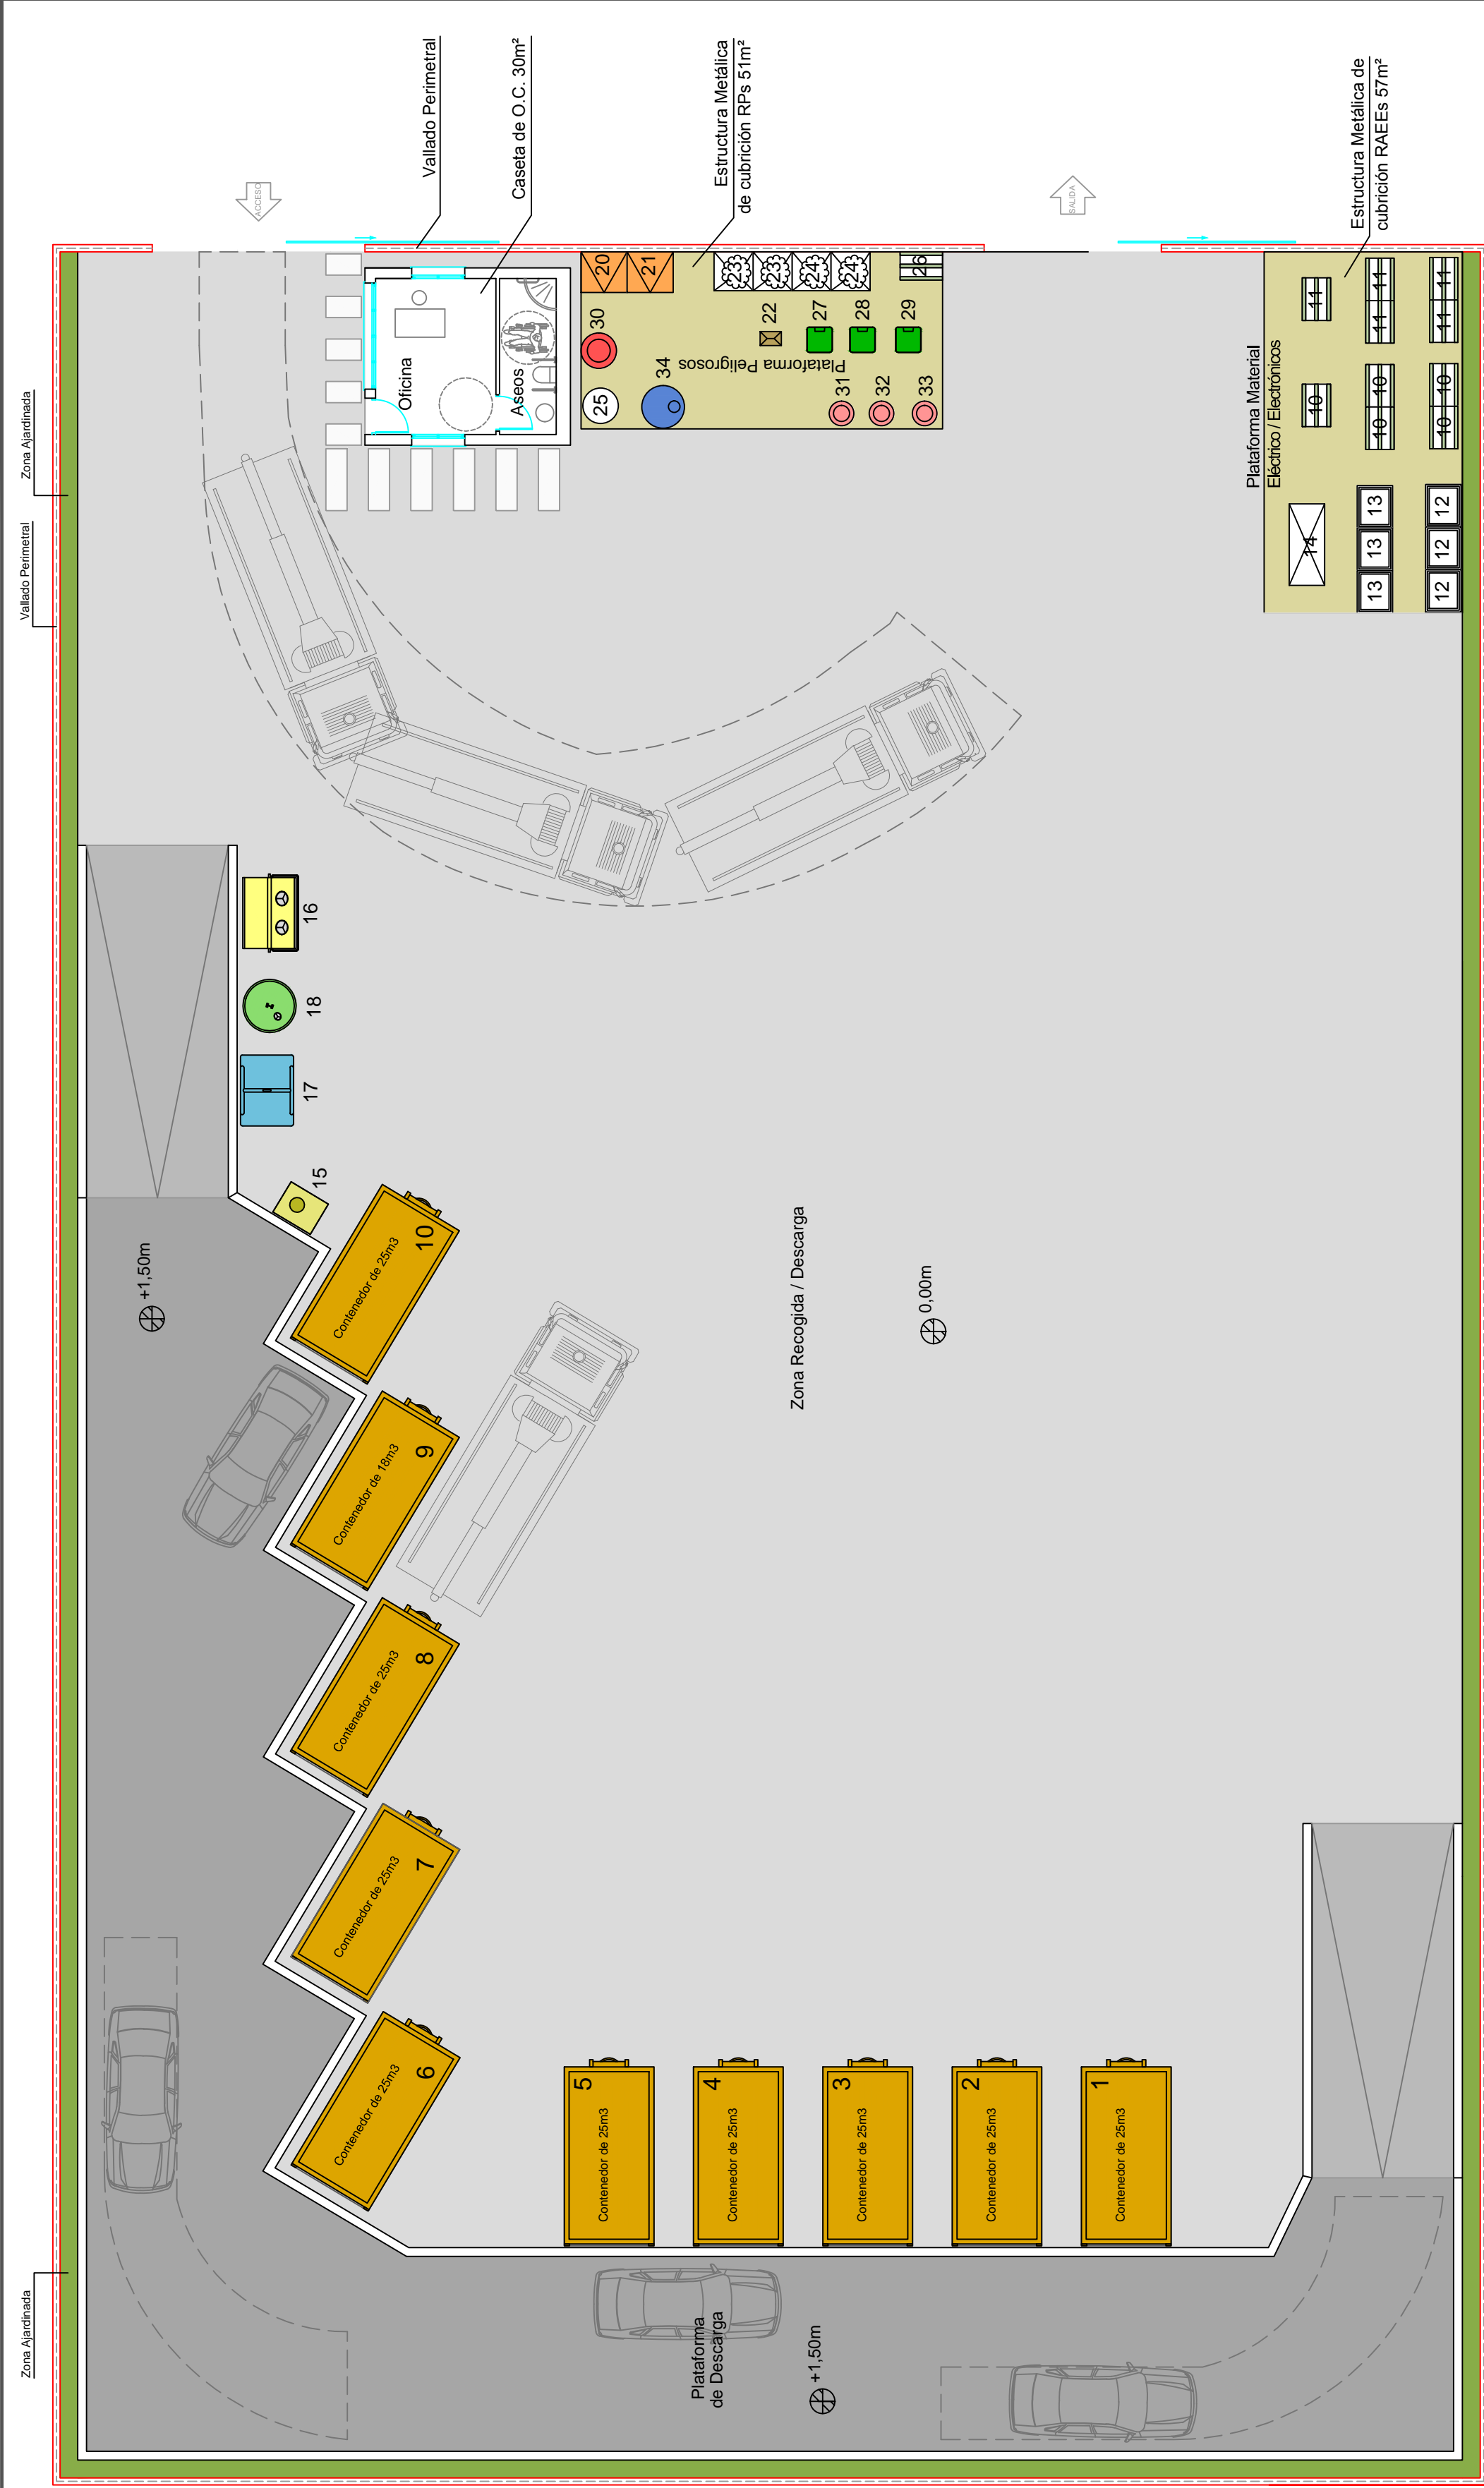 Vallado Perimetral
Caseta de O.C. 30m²
Estructura Metálica
de cubrición RPs 51m²
Estructura Metálica de
cubrición RAEEs 57m²
ACCESO
SALIDA
Zona Ajardinada
Vallado Perimetral
Oficina
Aseos
20
21
23
23
24
24
26
30
22
27
28
29
34
25
Plataforma Peligrosos
31
32
33
Plataforma Material
Eléctrico / Electrónicos
11
11
11
11
11
10
10
10
10
10
14
13
13
13
12
12
12
16
18
17
15
+1,50m
Contenedor de 25m3
10
Contenedor de 18m3
9
Contenedor de 25m3
8
Contenedor de 25m3
7
Contenedor de 25m3
6
Zona Recogida / Descarga
0,00m
5
Contenedor de 25m3
4
Contenedor de 25m3
3
Contenedor de 25m3
2
Contenedor de 25m3
1
Contenedor de 25m3
Zona Ajardinada
Plataforma
de Descarga
+1,50m